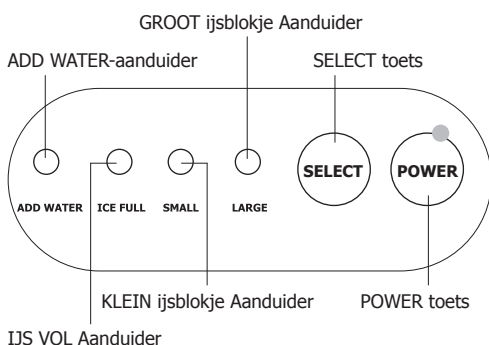 GROOT ijsblokje Aanduider
ADD WATER-aanduider
SELECT toets
SELECT
POWER
ADD WATER
ICE FULL
SMALL
LARGE
KLEIN ijsblokje Aanduider
POWER toets
IJS VOL Aanduider